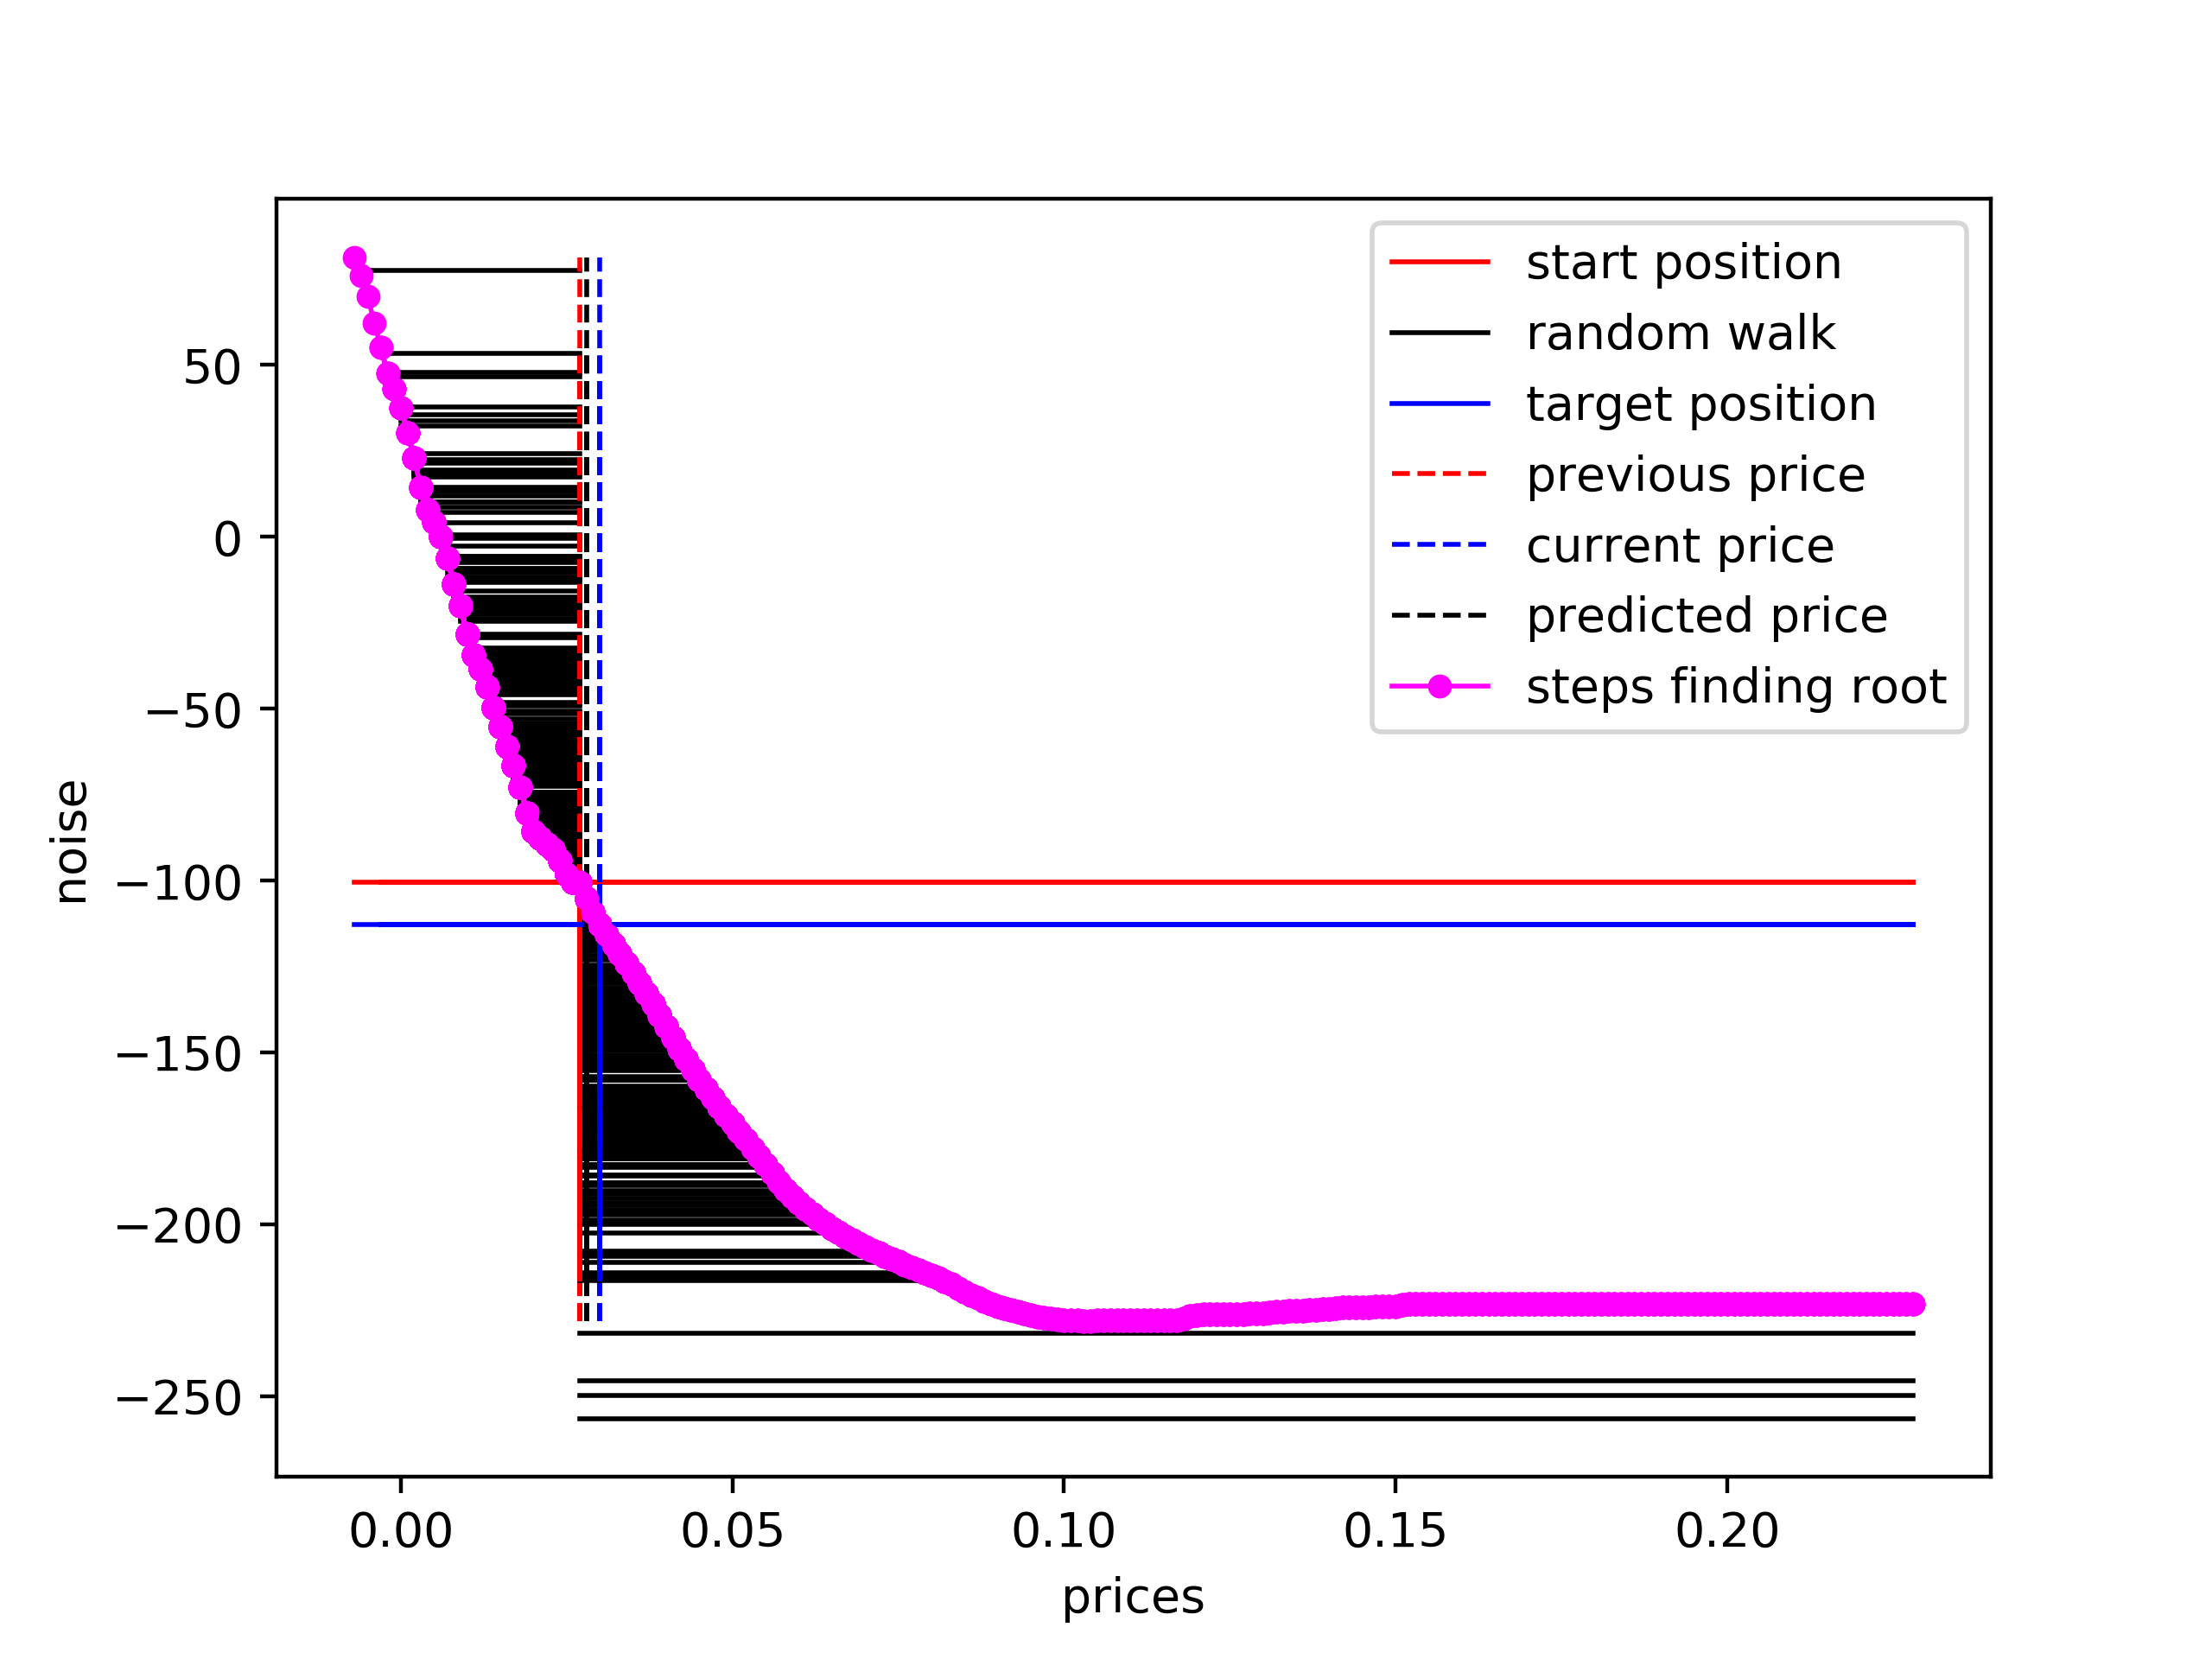 start position
random walk
target position
previous price
current price
predicted price
steps finding root
50
0
−50
−100
−150
−200
−250
noise
0.00 0.05 0.10 0.15 0.20
prices